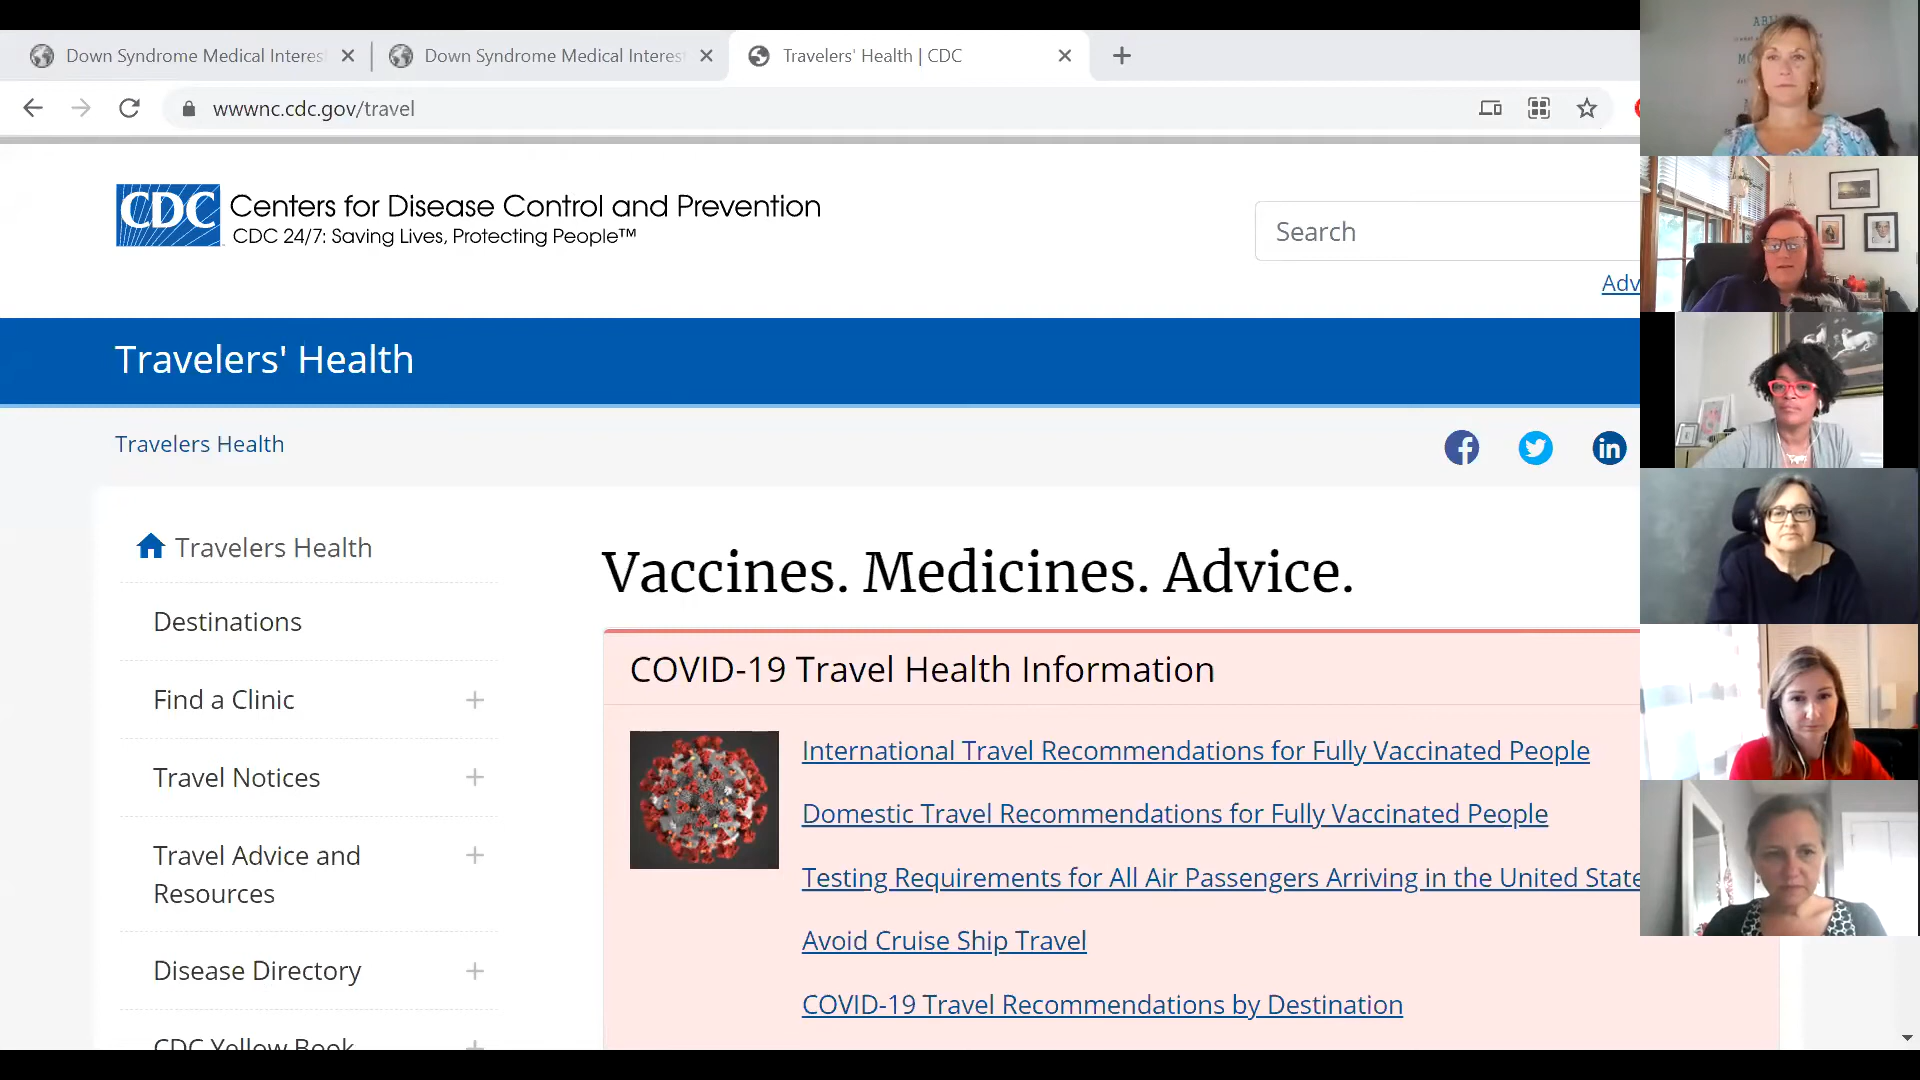 Down Syndrome Medical Interes
Down Syndrome Medical Interes
Travelers' Health | CDC
wwwnc.cdc.gov/travel
CDC
Centers for Disease Control and Prevention
CDC 24/7: Saving Lives, Protecting People™
Search
Adv
Travelers' Health
Travelers Health
Travelers Health
Destinations
Find a Clinic
Travel Notices
Travel Advice and
Resources
Disease Directory
CDC Yellow Book
Vaccines. Medicines. Advice.
COVID-19 Travel Health Information
International Travel Recommendations for Fully Vaccinated People
Domestic Travel Recommendations for Fully Vaccinated People
Testing Requirements for All Air Passengers Arriving in the United State
Avoid Cruise Ship Travel
COVID-19 Travel Recommendations by Destination